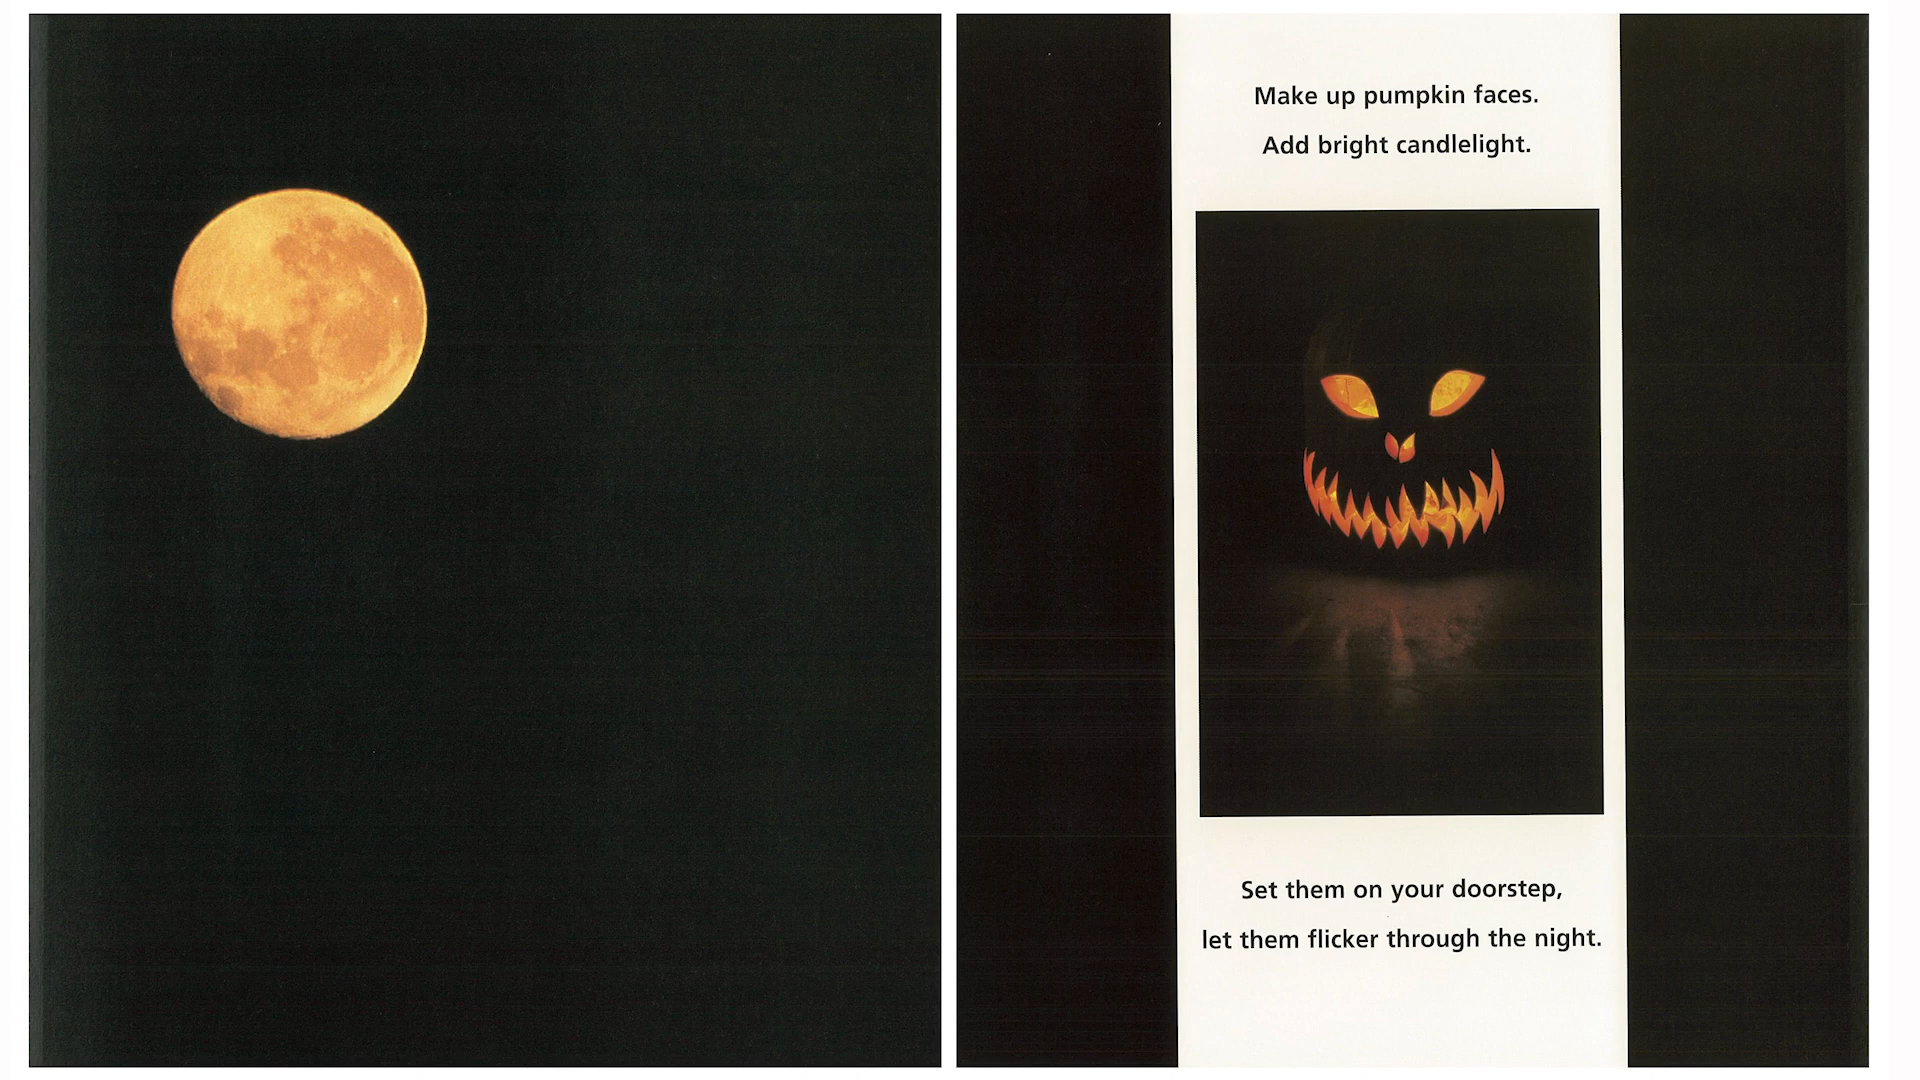 Make up pumpkin faces.
Add bright candlelight.
Set them on your doorstep,
let them flicker through the night.